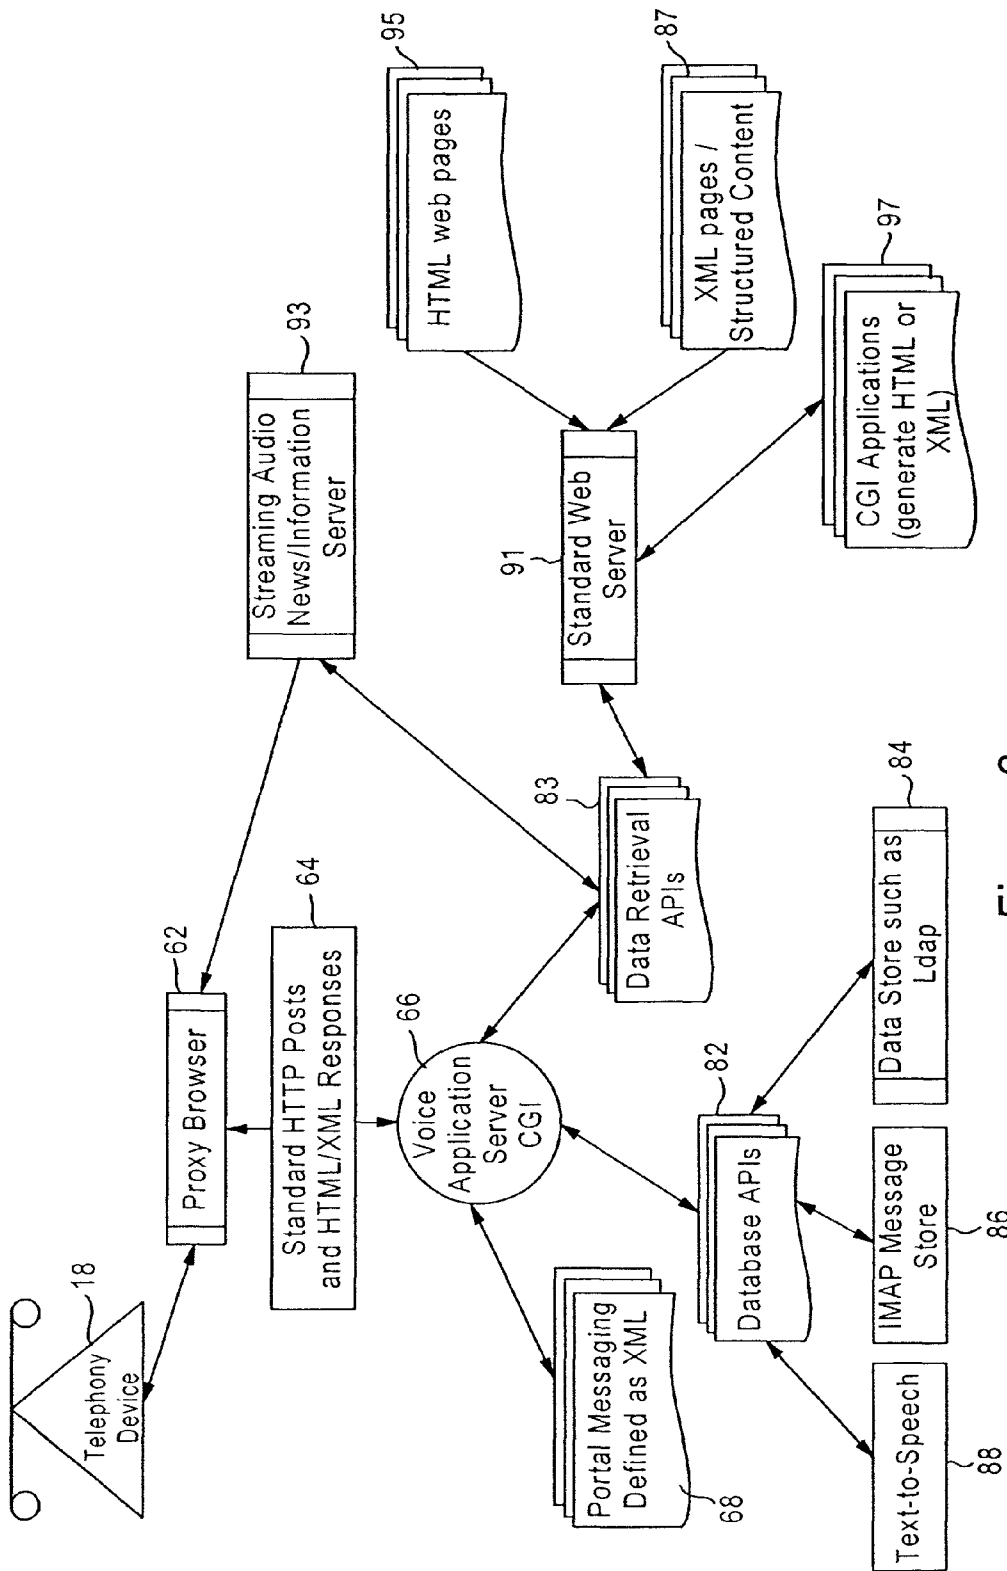 18
Telephony
Device
62
Proxy Browser
64
Standard HTTP Posts
and HTML/XML Responses
93
Streaming Audio
News/Information
Server
95
HTML web pages
66
Voice
Application
Server
CGI
Portal Messaging
Defined as XML
68
83
Data Retrieval
APIs
91
Standard Web
Server
87
XML pages /
Structured Content
97
CGI Applications
(generate HTML or
XML)
82
Database APIs
Text-to-Speech
88
IMAP Message
Store
86
84
Data Store such as
Ldap